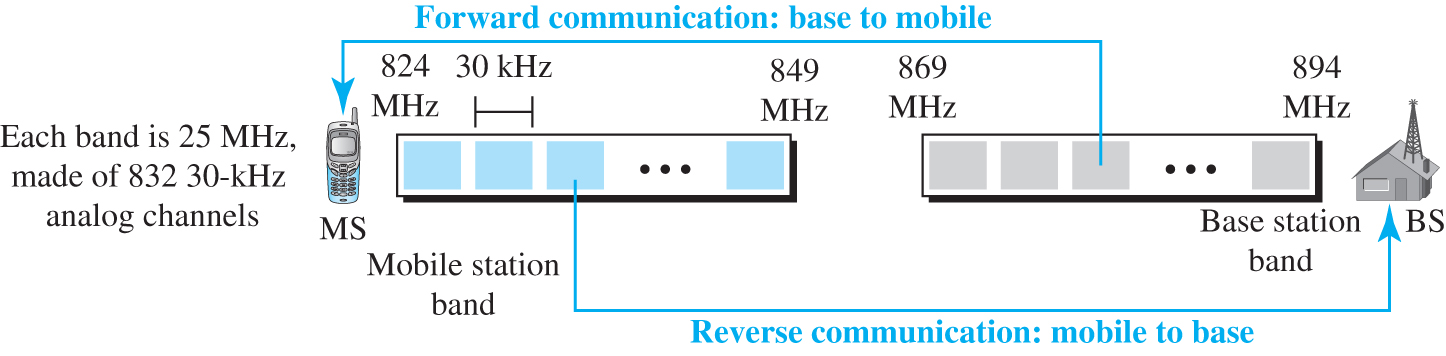 Forward communication: base to mobile
824
MHz
30 kHz
849
MHz
869
MHz
894
MHz
Each band is 25 MHz,
made of 832 30-kHz
analog channels
MS
Mobile station
band
Base station
band
BS
Reverse communication: mobile to base